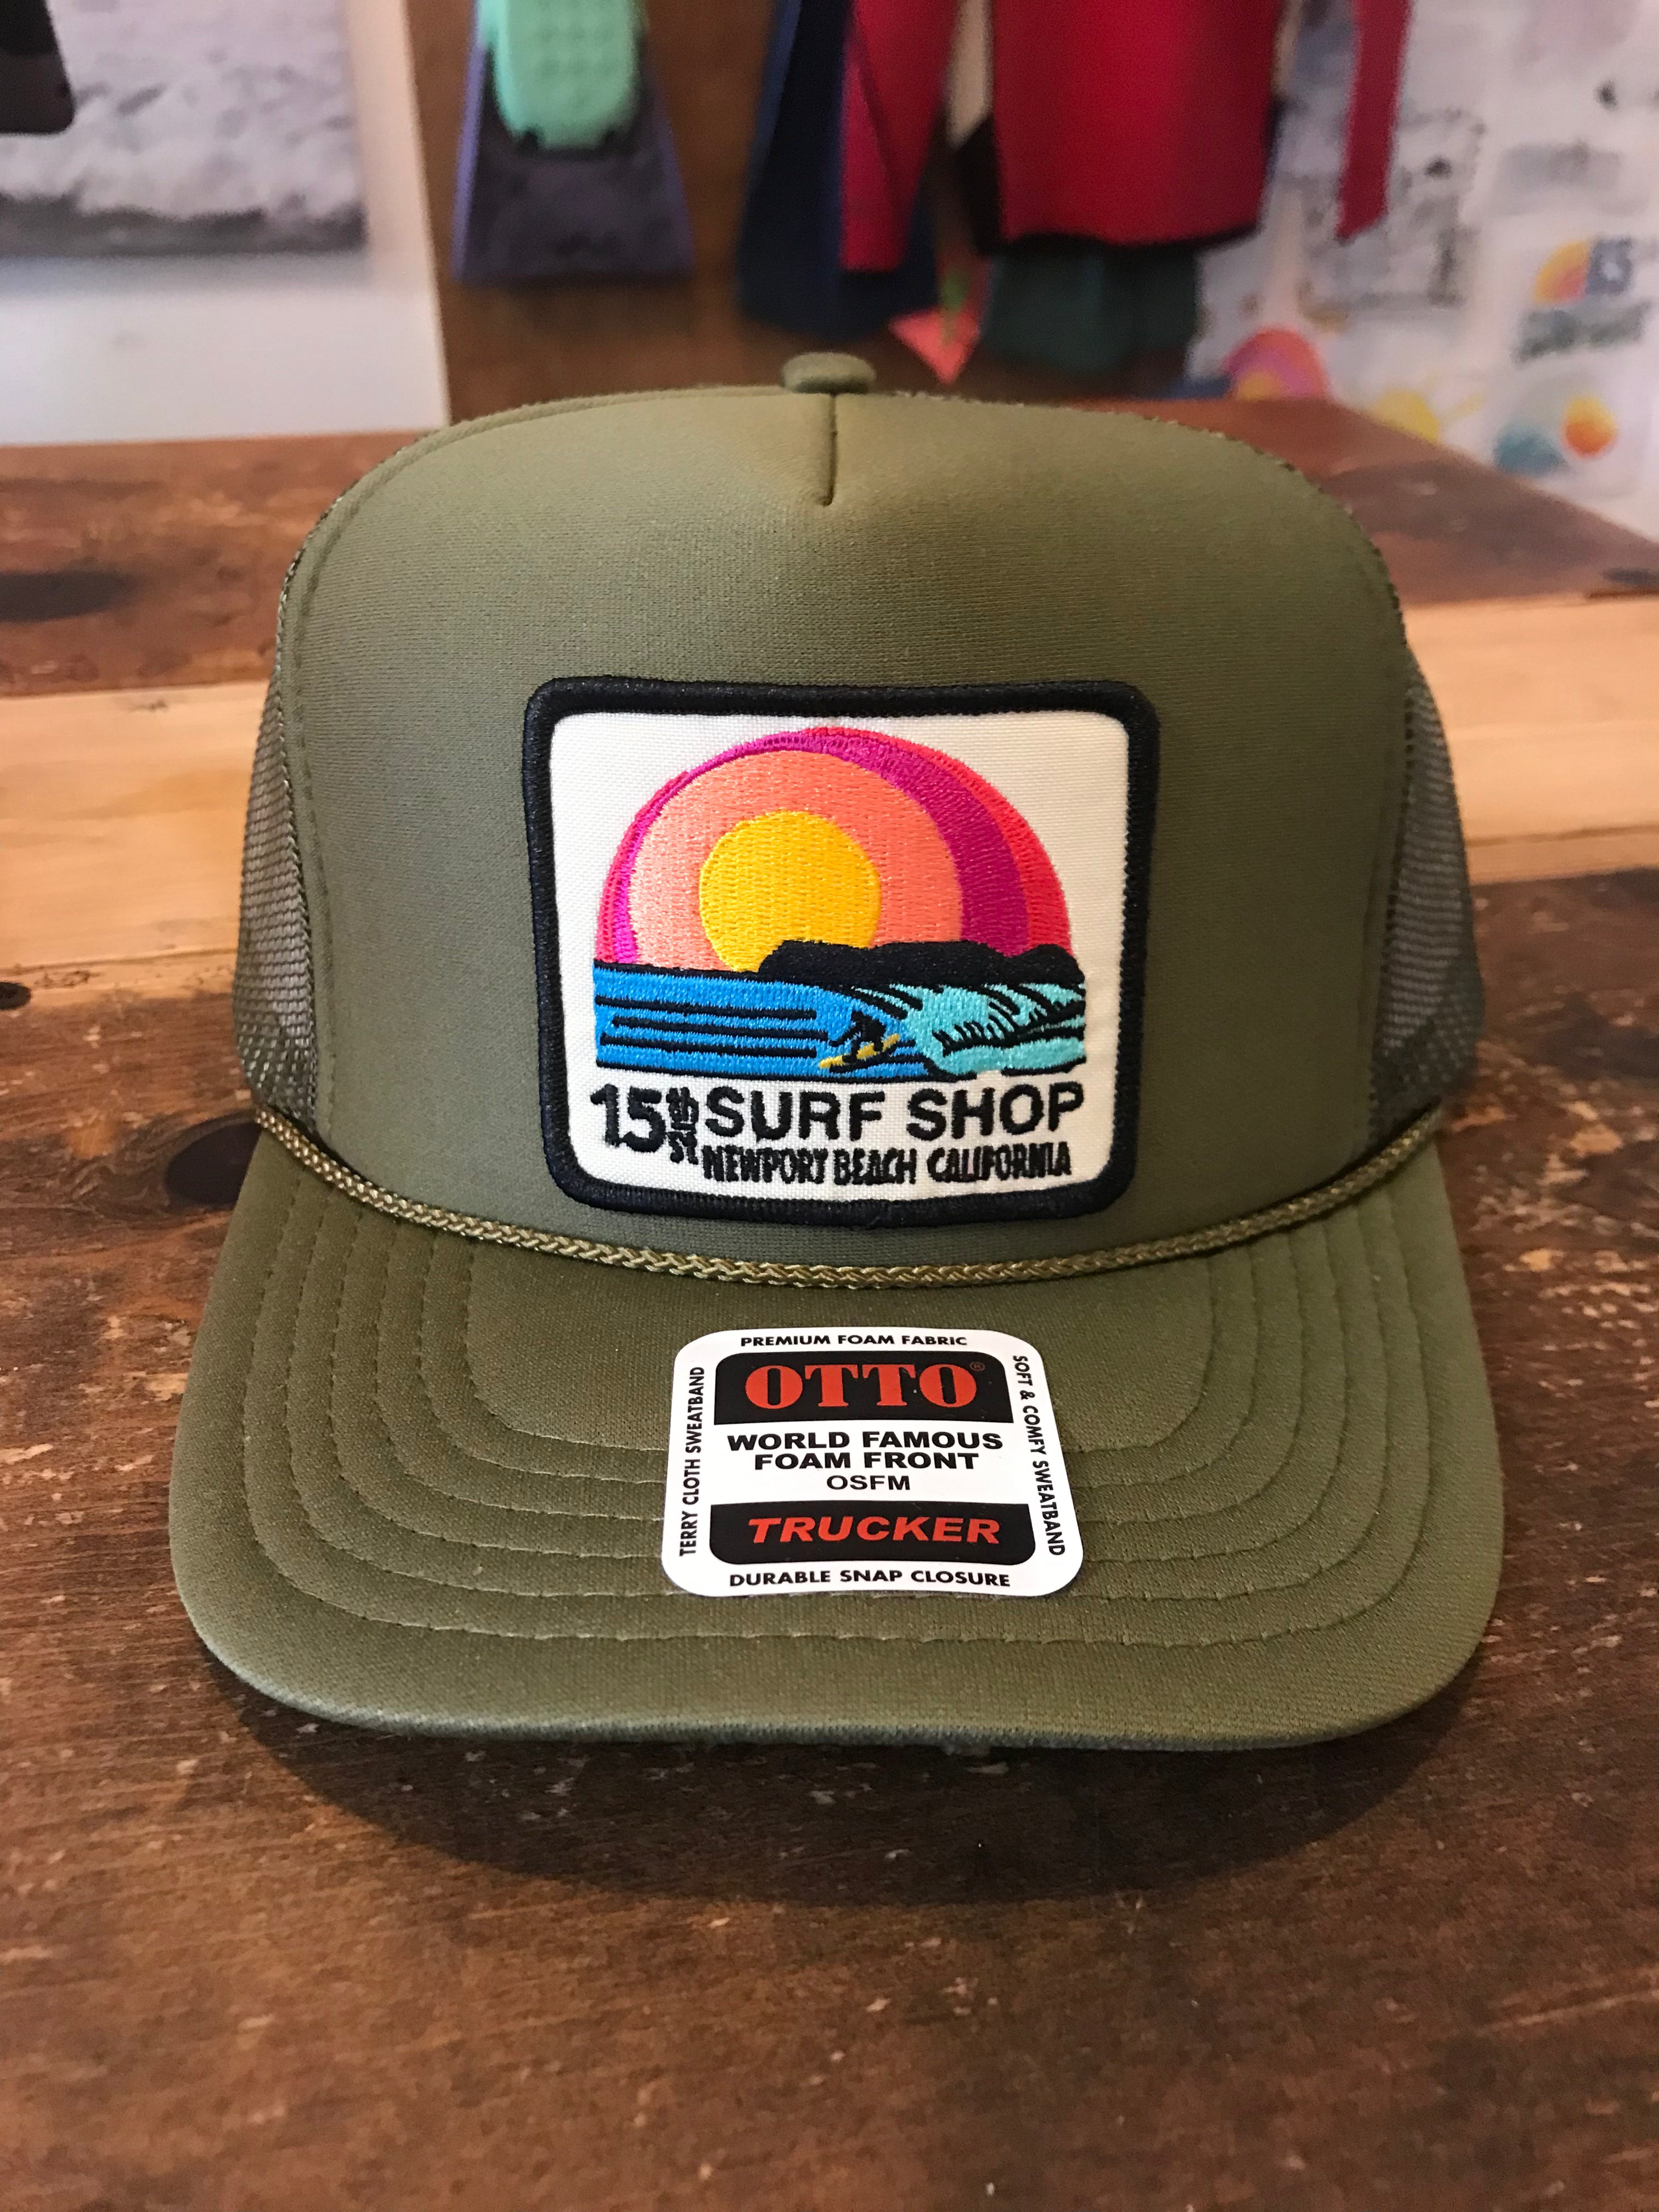 15th St SURF SHOP
NEWPORT BEACH CALIFORNIA
PREMIUM FOAM FABRIC
OTTO®
WORLD FAMOUS
FOAM FRONT
OSFM
TRUCKER
DURABLE SNAP CLOSURE
TERRY CLOTH SWEATBAND
SOFT & COMFY SWEATBAND
15